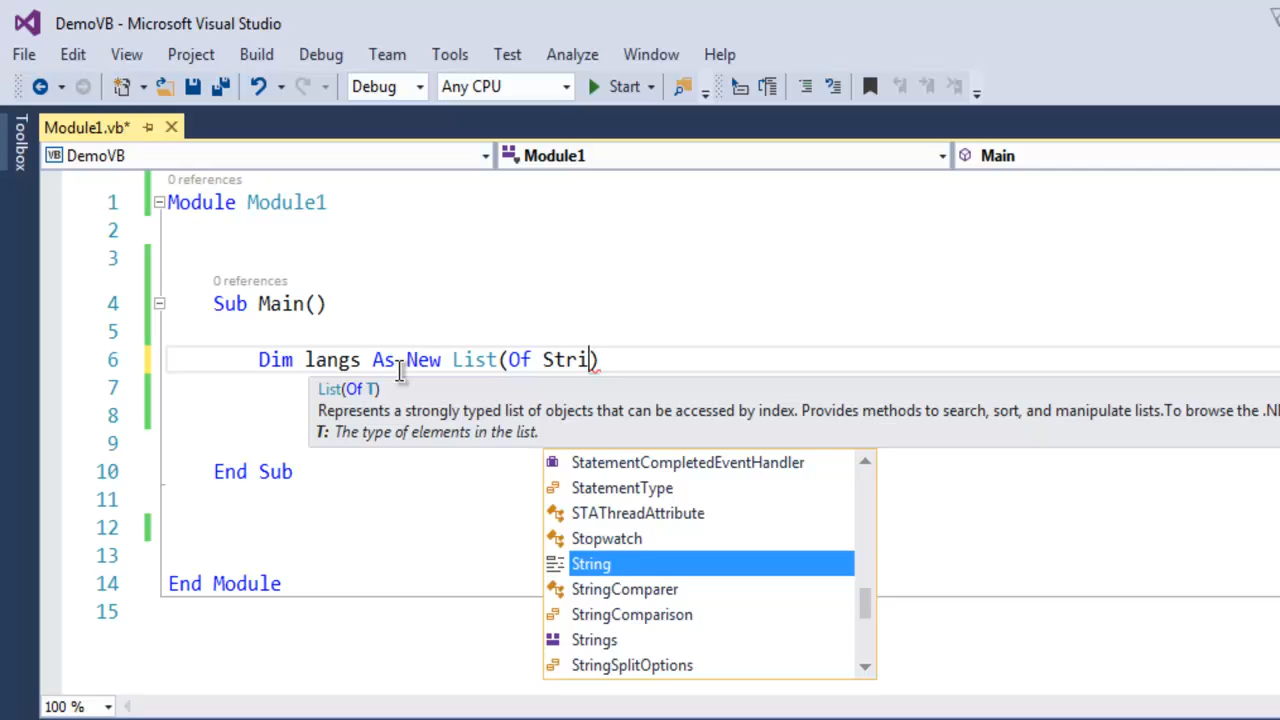 DemoVB - Microsoft Visual Studio
File Edit View Project Build Debug Team Tools Test Analyze Window Help
Debug Any CPU Start
Toolbox
Module1.vb*
VB DemoVB Module1 Main
0 references
1 Module Module1
2
3
0 references
4 Sub Main()
5
6 Dim langs As New List(Of Stri)
7 List(Of T)
8 Represents a strongly typed list of objects that can be accessed by index. Provides methods to search, sort, and manipulate lists.To browse the .N
T: The type of elements in the list.
9
StatementCompletedEventHandler
10 End Sub
StatementType
11
STAThreadAttribute
12
Stopwatch
13
String
14 End Module
StringComparer
15
StringComparison
Strings
StringSplitOptions
100 %